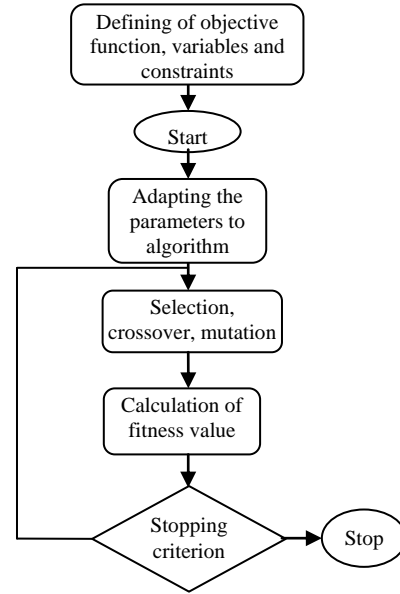 Defining of objective
function, variables and
constraints
Start
Adapting the
parameters to
algorithm
Selection,
crossover, mutation
Calculation of
fitness value
Stopping
criterion
Stop